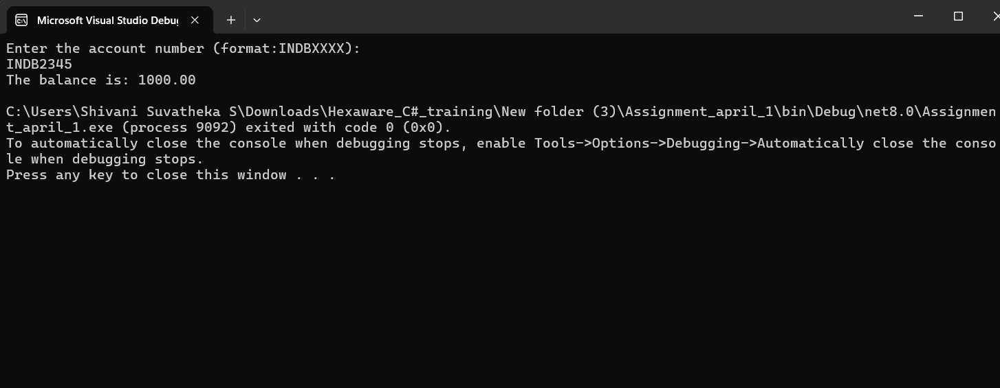 Microsoft Visual Studio Debu
Enter the account number (format:INDBXXXX):
INDB2345
The balance is: 1000.00
C:\Users\Shivani Suvatheka S\Downloads\Hexaware_C#_training\New folder (3)\Assignment_april_1\bin\Debug\net8.0\Assignmen
t_april_1.exe (process 9092) exited with code 0 (0x0).
To automatically close the console when debugging stops, enable Tools->Options->Debugging->Automatically close the conso
le when debugging stops.
Press any key to close this window . . .